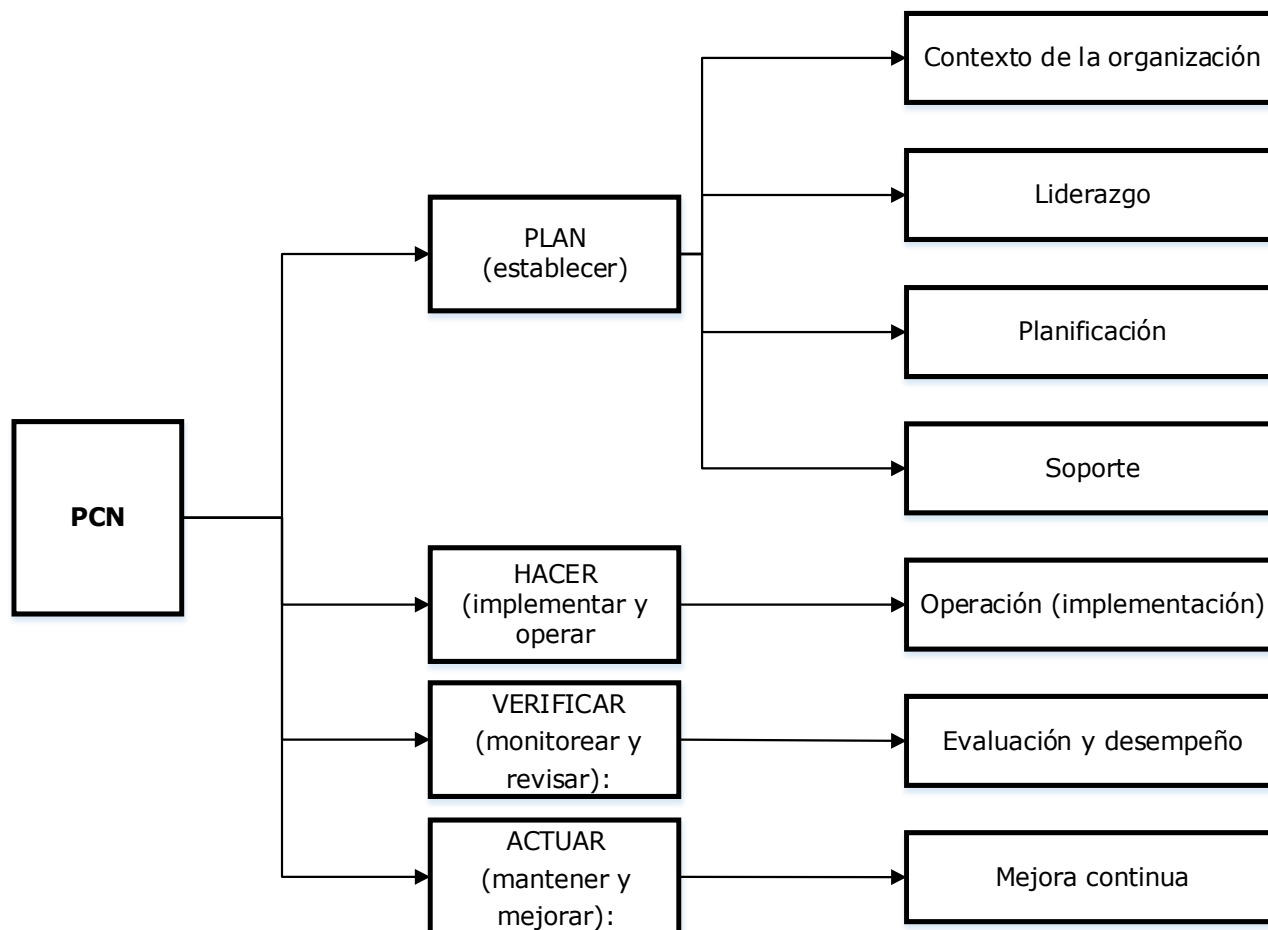 PCN
PLAN
(establecer)
Contexto de la organización
Liderazgo
Planificación
Soporte
HACER
(implementar y
operar
Operación (implementación)
VERIFICAR
(monitorear y
revisar):
Evaluación y desempeño
ACTUAR
(mantener y
mejorar):
Mejora continua